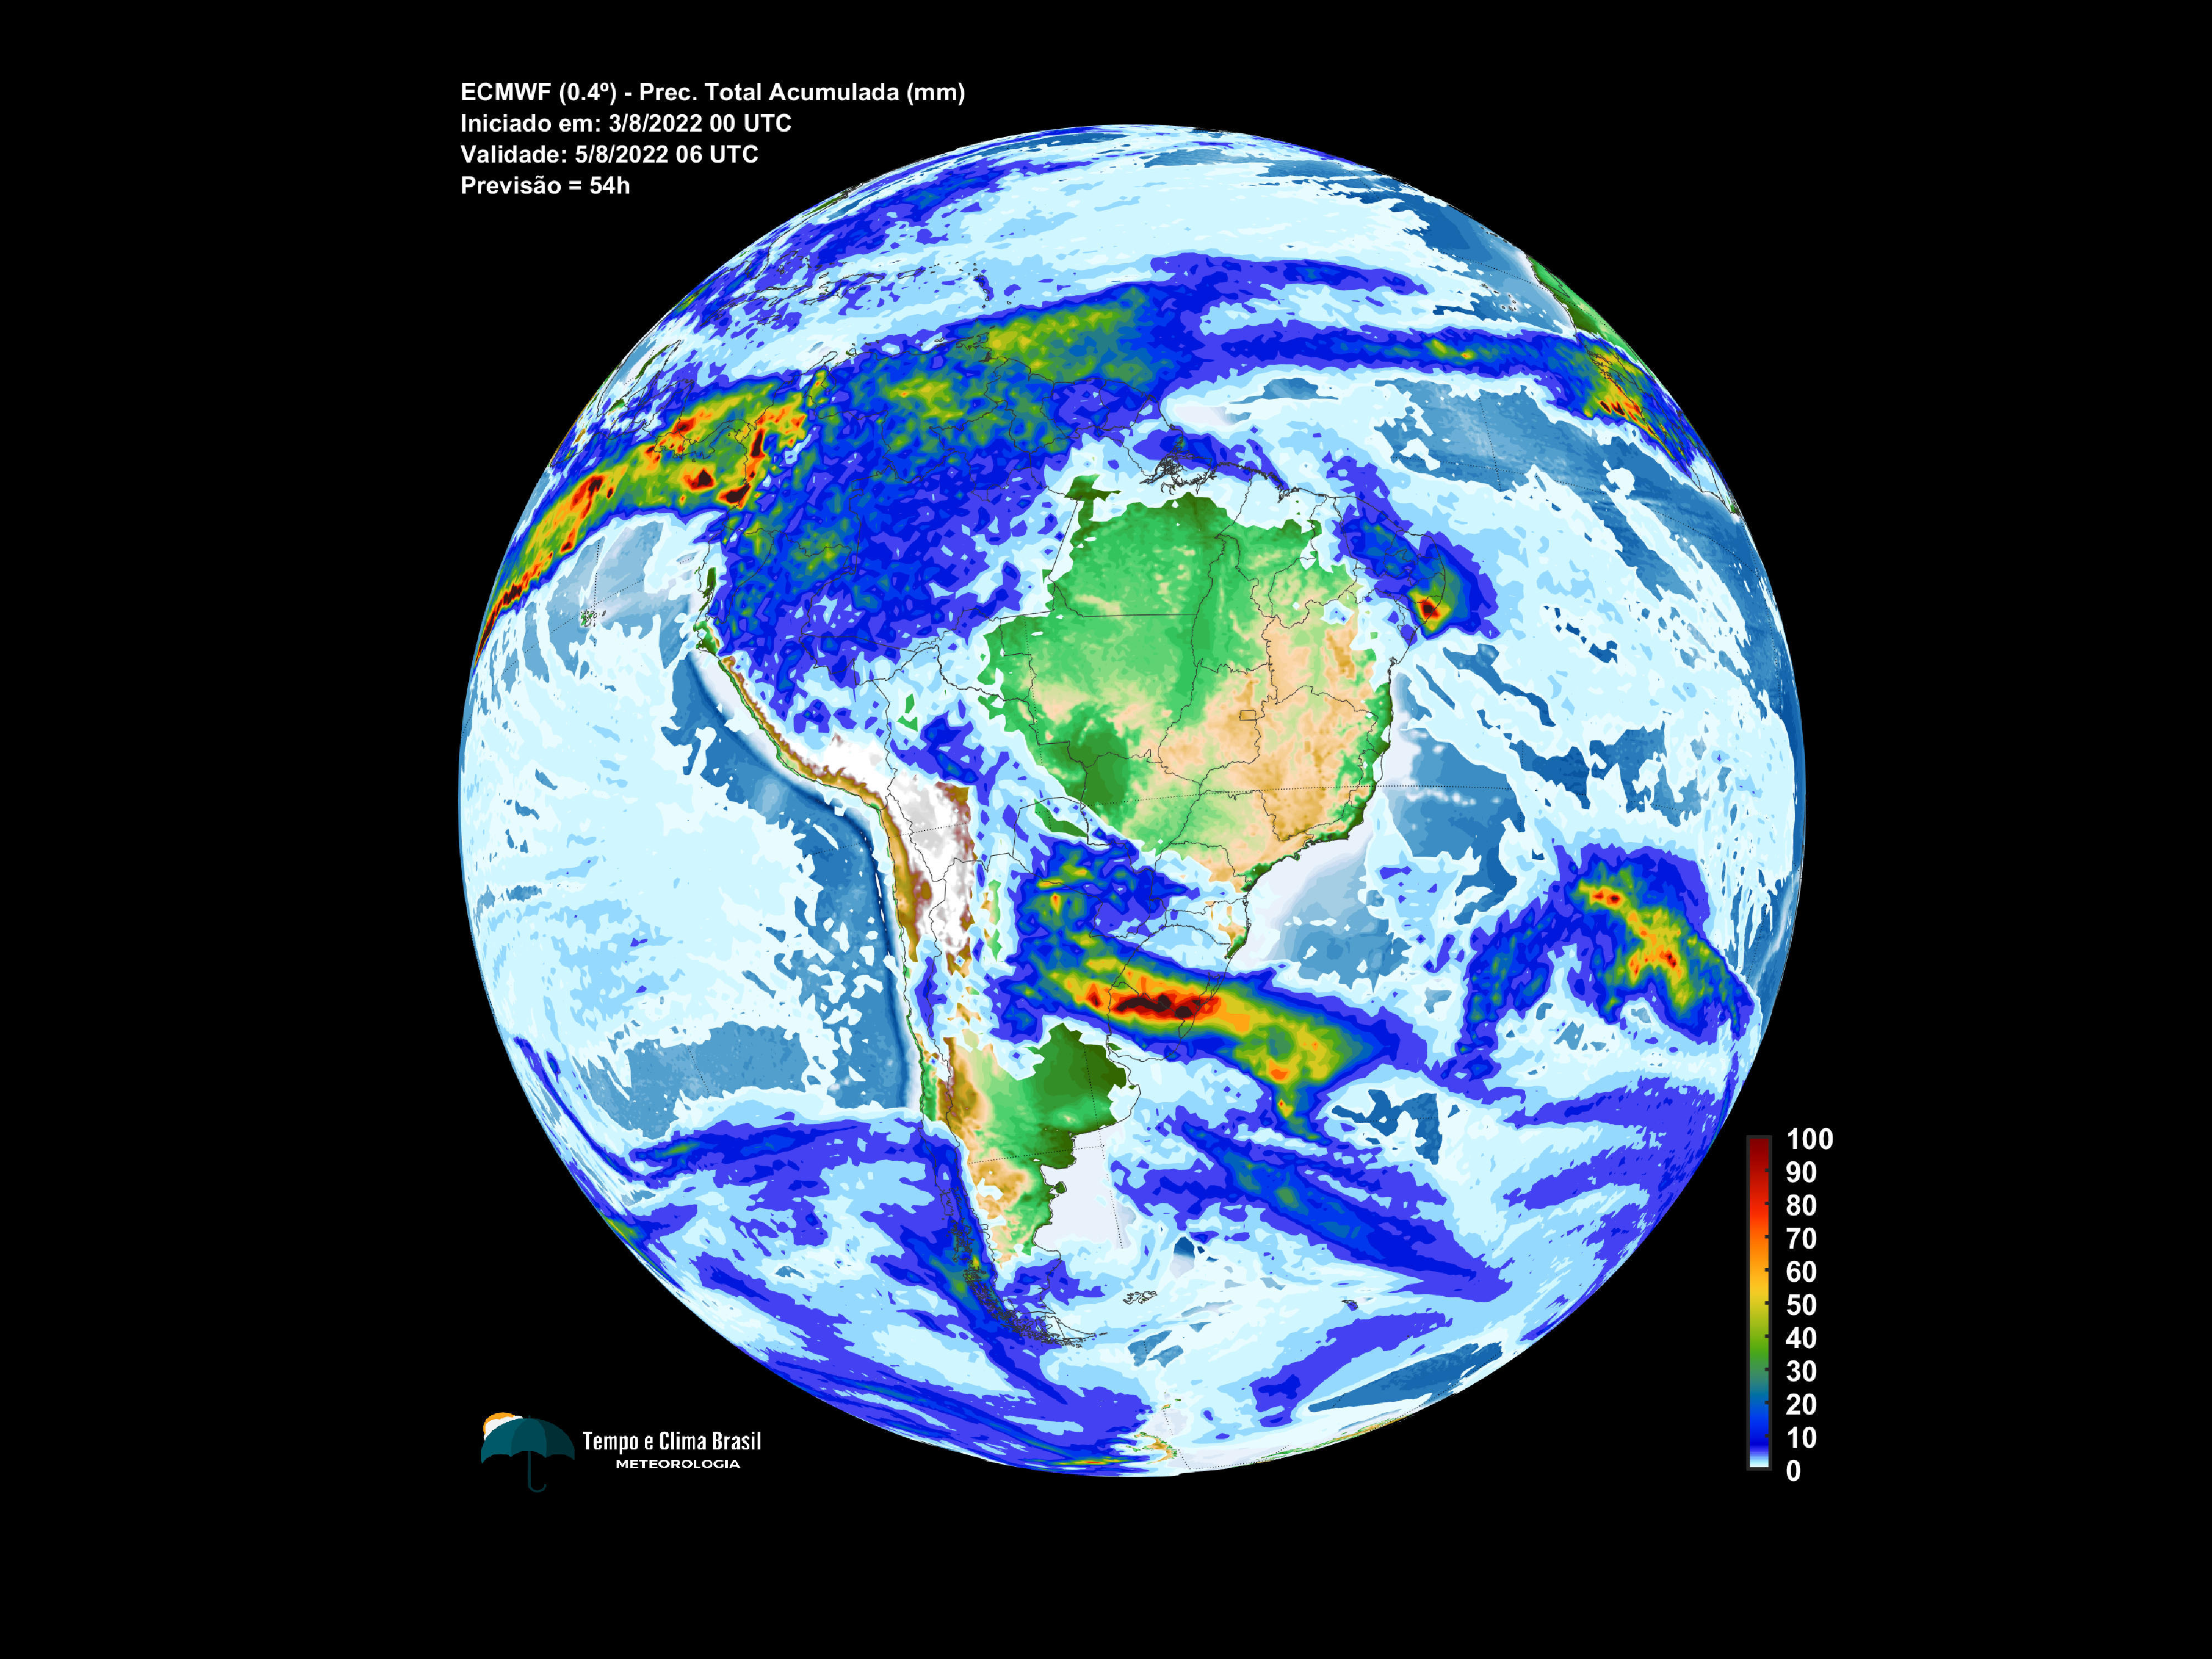 ECMWF (0.4º) - Prec. Total Acumulada (mm)
Iniciado em: 3/8/2022 00 UTC
Validade: 5/8/2022 06 UTC
Previsão = 54h
100
90
80
70
60
50
40
30
20
10
0
Tempo e Clima Brasil
METEOROLOGIA